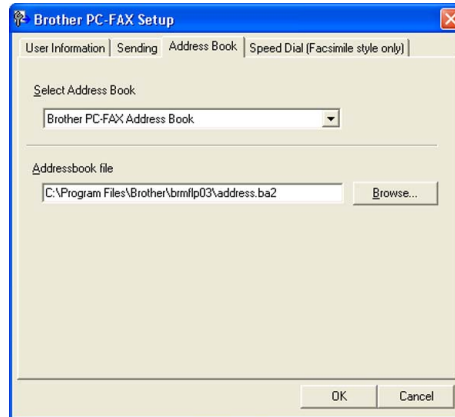 Brother PC-FAX Setup
User Information Sending Address Book Speed Dial (Facsimile style only)
Select Address Book
Brother PC-FAX Address Book
Addressbook file
C:\Program Files\Brother\brmflp03\address.ba2 Browse...
OK Cancel